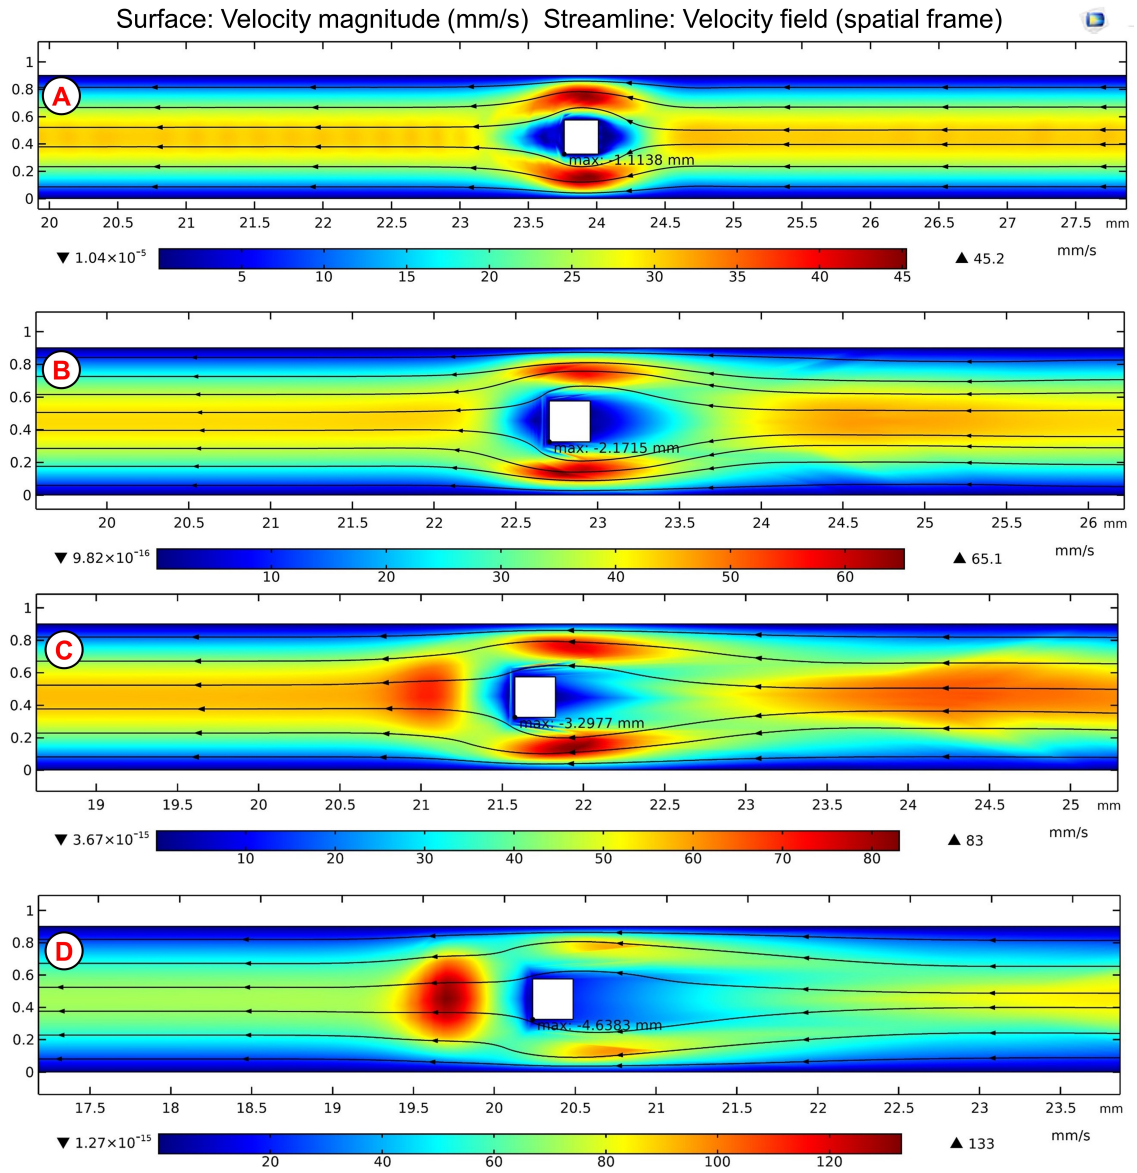 Surface: Velocity magnitude (mm/s)  Streamline: Velocity field (spatial frame)
A
1
0.8
0.6
0.4
0.2
0
max: -1.1138 mm
20 20.5 21 21.5 22 22.5 23 23.5 24 24.5 25 25.5 26 26.5 27 27.5 mm
▼ 1.04×10⁻⁵ ▲ 45.2 mm/s
5 10 15 20 25 30 35 40 45
B
1
0.8
0.6
0.4
0.2
0
max: -2.1715 mm
20 20.5 21 21.5 22 22.5 23 23.5 24 24.5 25 25.5 26 mm
▼ 9.82×10⁻¹⁶ ▲ 65.1 mm/s
10 20 30 40 50 60
C
1
0.8
0.6
0.4
0.2
0
max: -3.2977 mm
19 19.5 20 20.5 21 21.5 22 22.5 23 23.5 24 24.5 25 mm
▼ 3.67×10⁻¹⁵ ▲ 83 mm/s
10 20 30 40 50 60 70 80
D
1
0.8
0.6
0.4
0.2
0
max: -4.6383 mm
17.5 18 18.5 19 19.5 20 20.5 21 21.5 22 22.5 23 23.5 mm
▼ 1.27×10⁻¹⁵ ▲ 133 mm/s
20 40 60 80 100 120